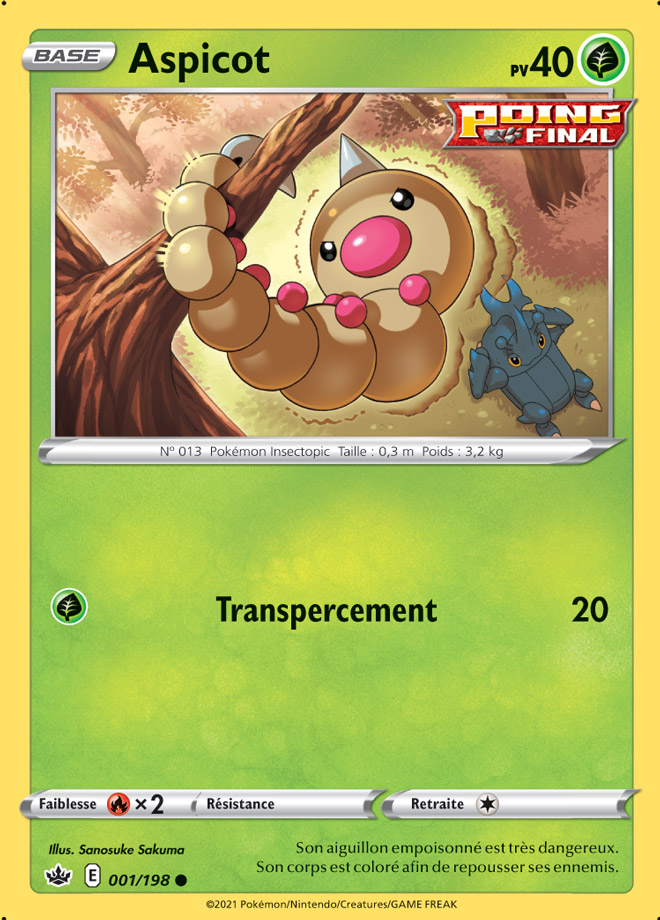 BASE
Aspicot
PV 40
POING
FINAL
N° 013 Pokémon Insectopic Taille : 0,3 m Poids : 3,2 kg
Transpercement 20
Faiblesse ×2 Résistance Retraite
Illus. Sanosuke Sakuma
Son aiguillon empoisonné est très dangereux.
Son corps est coloré afin de repousser ses ennemis.
E 001/198
©2021 Pokémon/Nintendo/Creatures/GAME FREAK